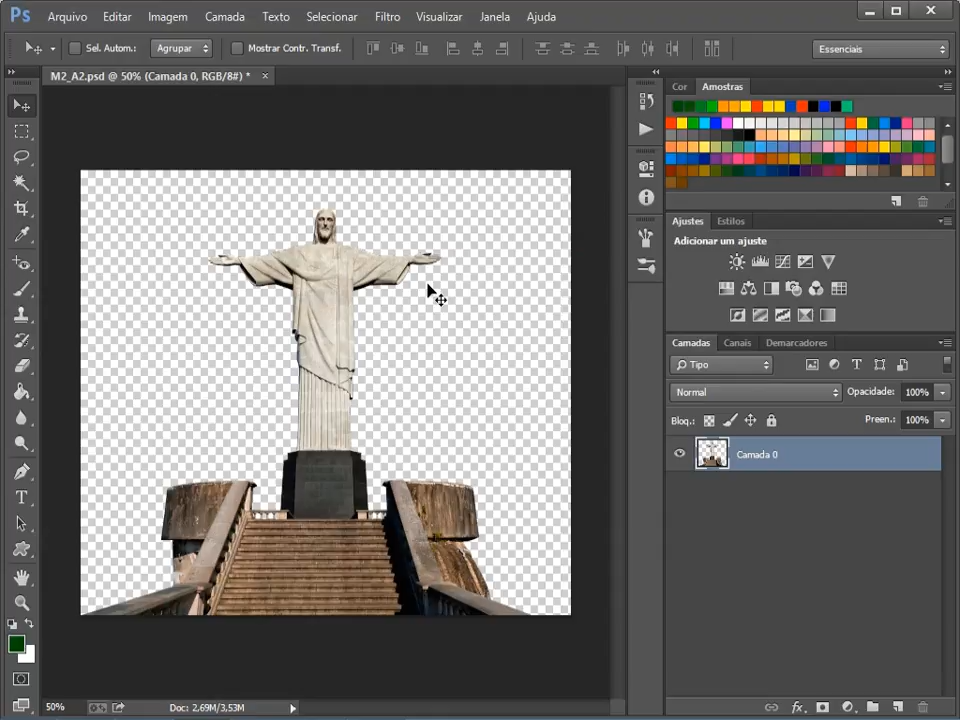 Ps Arquivo Editar Imagem Camada Texto Selecionar Filtro Visualizar Janela Ajuda
Sel. Autom.: Agrupar Mostrar Contr. Transf. Essenciais
M2_A2.psd @ 50% (Camada 0, RGB/8#) * ×
Cor Amostras
Ajustes Estilos
Adicionar um ajuste
Camadas Canais Demarcadores
Tipo
Normal Opacidade: 100%
Bloq.: Preen.: 100%
Camada 0
50% Doc: 2,69M/3,53M